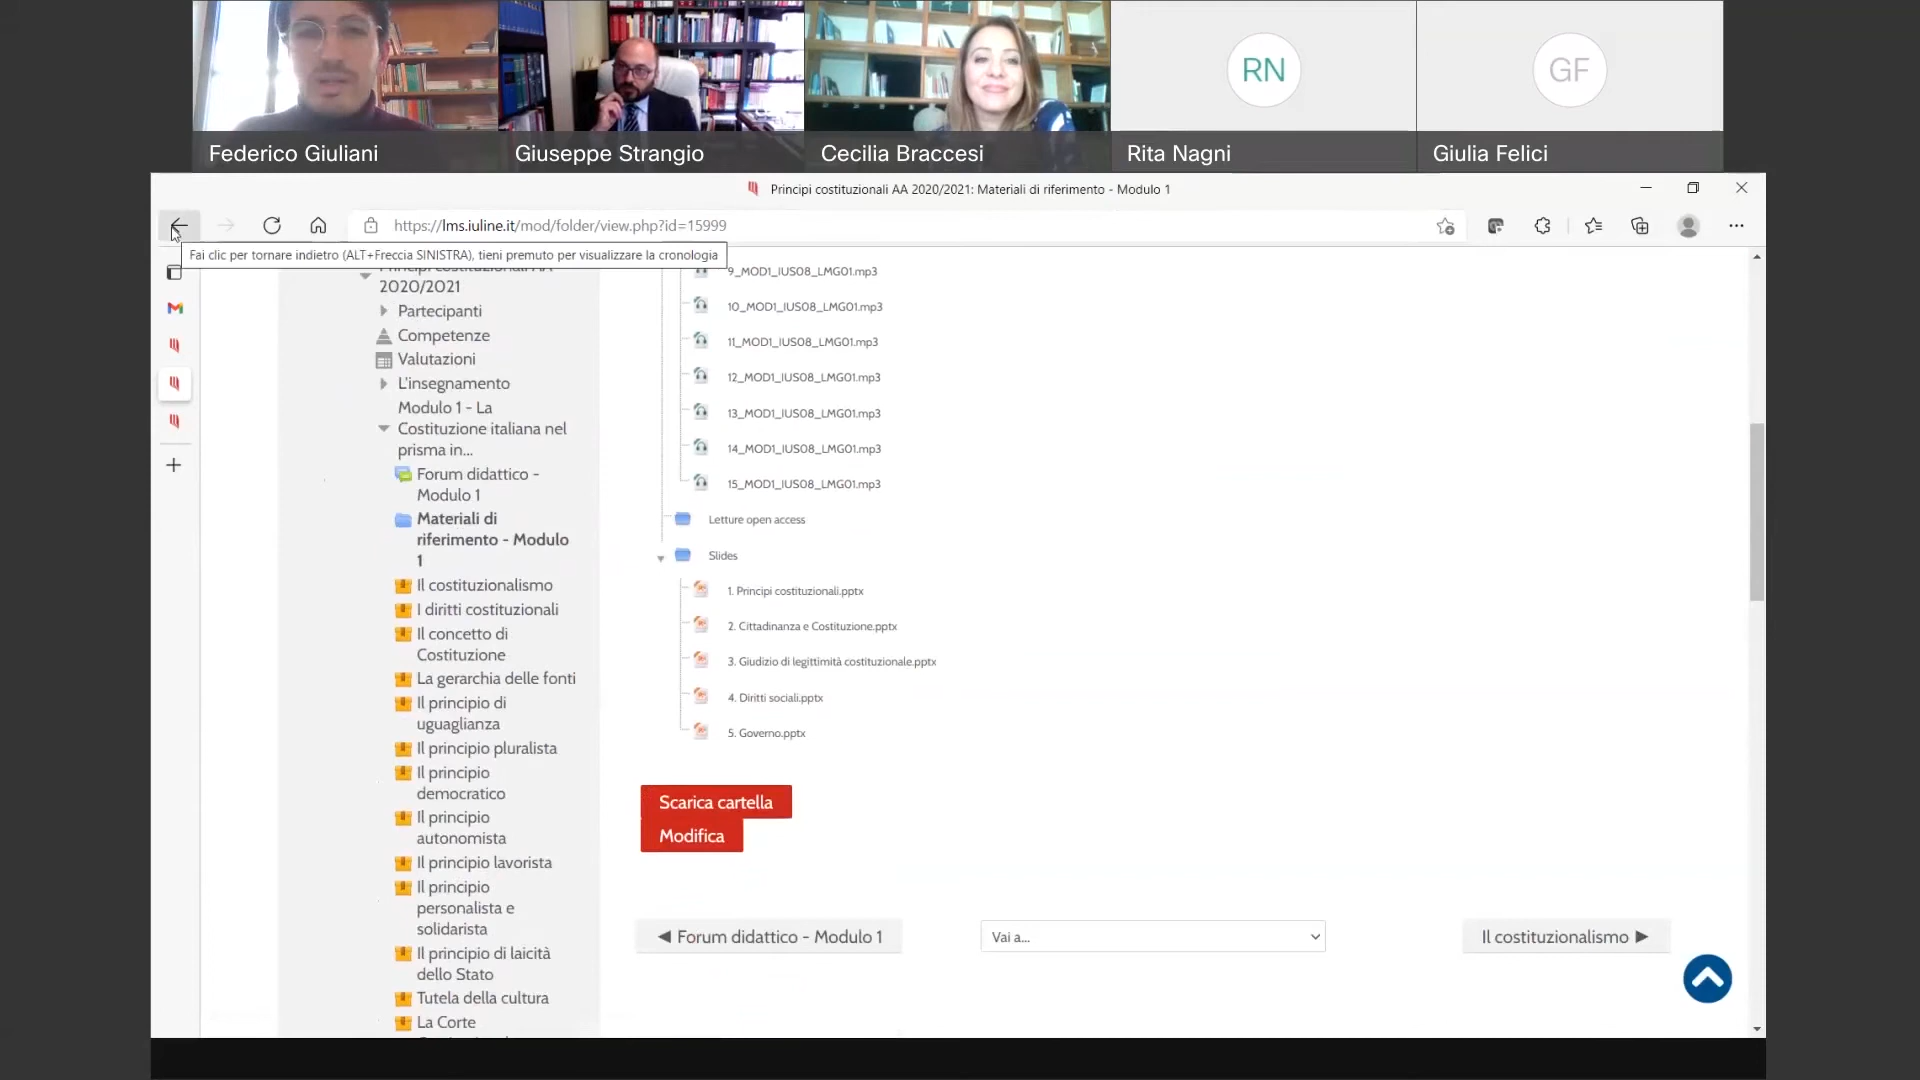 RN
GF
Federico Giuliani
Giuseppe Strangio
Cecilia Braccesi
Rita Nagni
Giulia Felici
Principi costituzionali AA 2020/2021: Materiali di riferimento - Modulo 1
https://lms.iuline.it/mod/folder/view.php?id=15999
Fai clic per tornare indietro (ALT+Freccia SINISTRA), tieni premuto per visualizzare la cronologia
Principi costituzionali AA
2020/2021
Partecipanti
Competenze
Valutazioni
L'insegnamento
Modulo 1 - La
Costituzione italiana nel
prisma in...
Forum didattico -
Modulo 1
Materiali di
riferimento - Modulo
1
Il costituzionalismo
I diritti costituzionali
Il concetto di
Costituzione
La gerarchia delle fonti
Il principio di
uguaglianza
Il principio pluralista
Il principio
democratico
Il principio
autonomista
Il principio lavorista
Il principio
personalista e
solidarista
Il principio di laicità
dello Stato
Tutela della cultura
La Corte
9_MOD1_IUS08_LMG01.mp3
10_MOD1_IUS08_LMG01.mp3
11_MOD1_IUS08_LMG01.mp3
12_MOD1_IUS08_LMG01.mp3
13_MOD1_IUS08_LMG01.mp3
14_MOD1_IUS08_LMG01.mp3
15_MOD1_IUS08_LMG01.mp3
Letture open access
Slides
1. Principi costituzionali.pptx
2. Cittadinanza e Costituzione.pptx
3. Giudizio di legittimità costituzionale.pptx
4. Diritti sociali.pptx
5. Governo.pptx
Scarica cartella
Modifica
◄ Forum didattico - Modulo 1
Vai a...
Il costituzionalismo ►